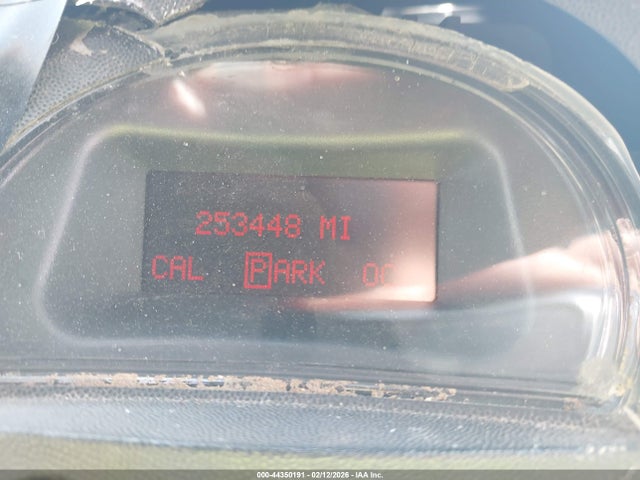 253448 MI
CAL PARK
000-44350191 - 02/12/2026 - IAA Inc.